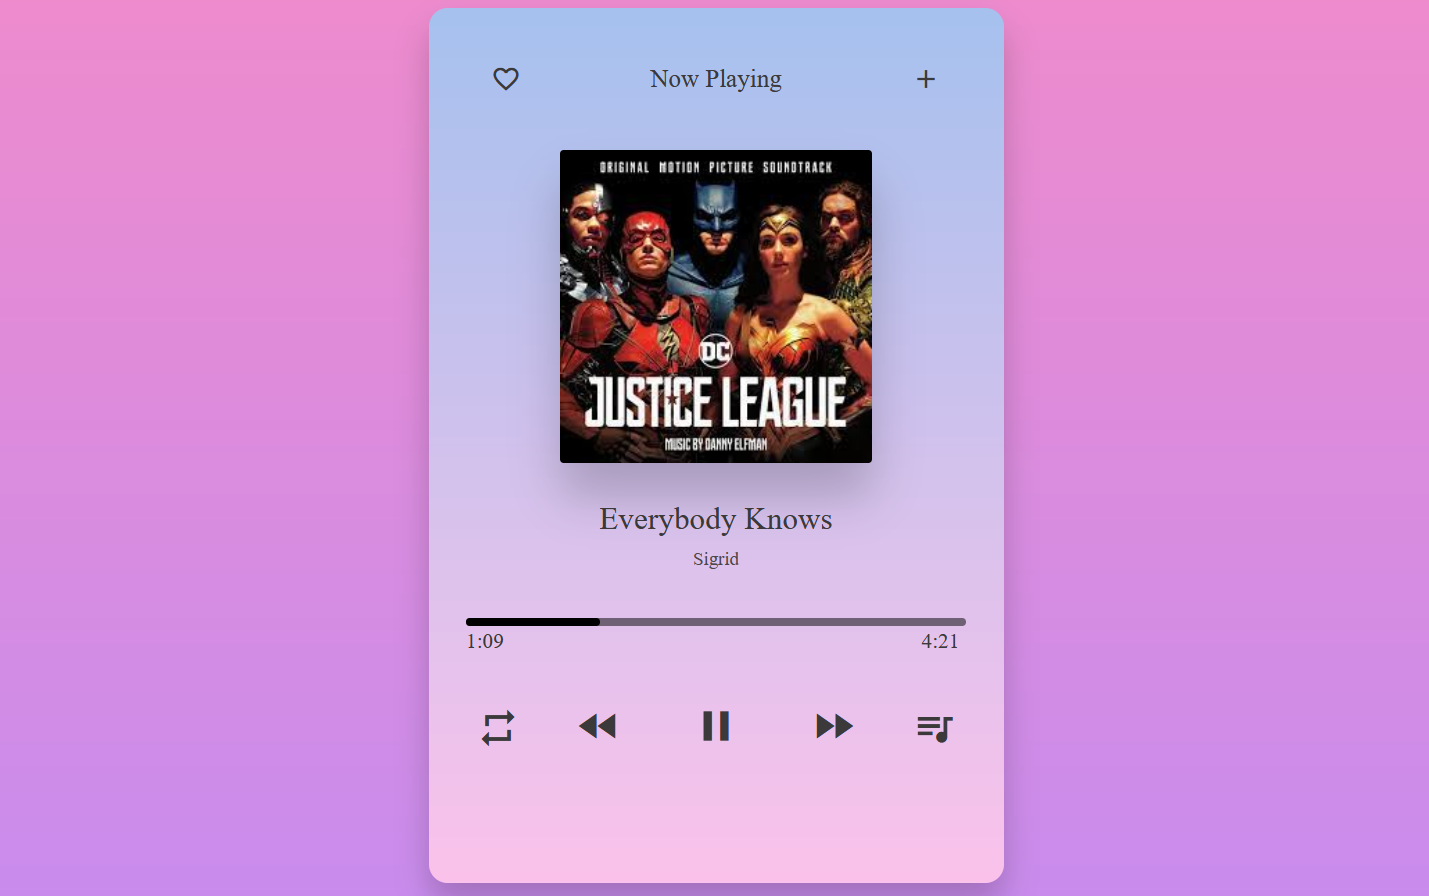 Now Playing
ORIGINAL MOTION PICTURE SOUNDTRACK
DC
JUSTICE LEAGUE
MUSIC BY DANNY ELFMAN
Everybody Knows
Sigrid
1:09
4:21